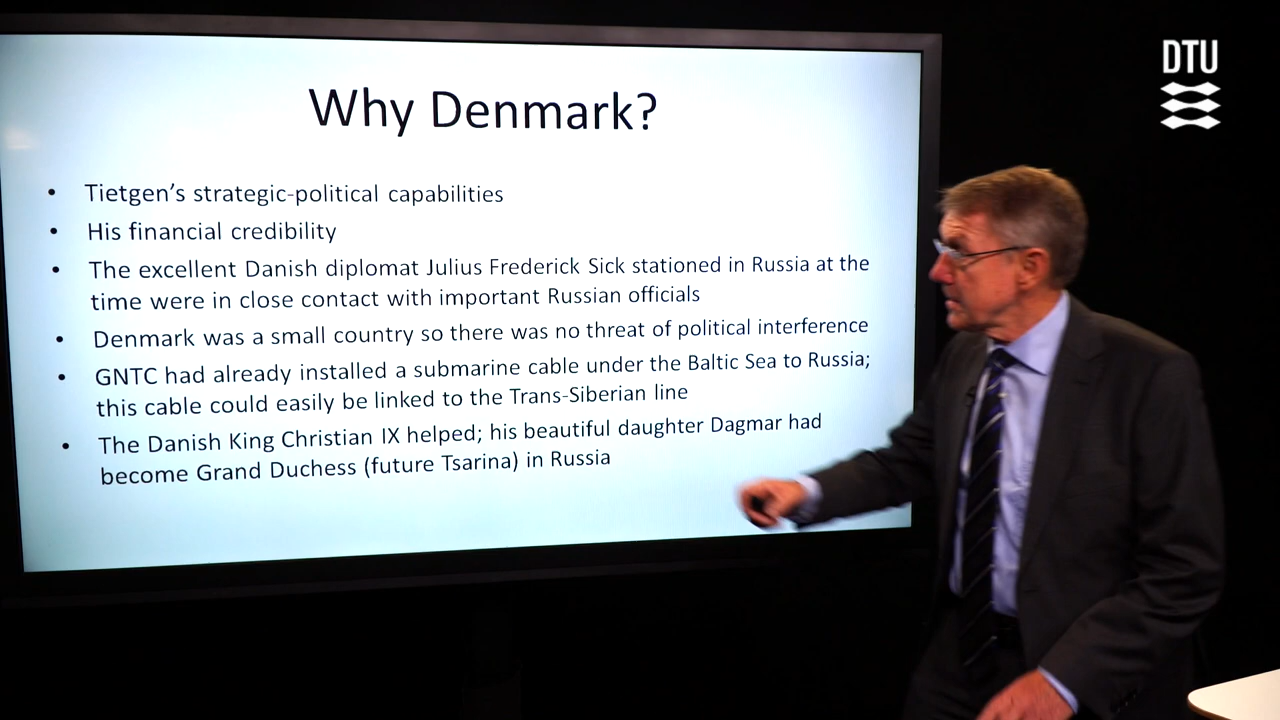 DTU
Why Denmark?
• Tietgen's strategic-political capabilities
• His financial credibility
• The excellent Danish diplomat Julius Frederick Sick stationed in Russia at the
time were in close contact with important Russian officials
• Denmark was a small country so there was no threat of political interference
• GNTC had already installed a submarine cable under the Baltic Sea to Russia;
this cable could easily be linked to the Trans-Siberian line
• The Danish King Christian IX helped; his beautiful daughter Dagmar had
become Grand Duchess (future Tsarina) in Russia